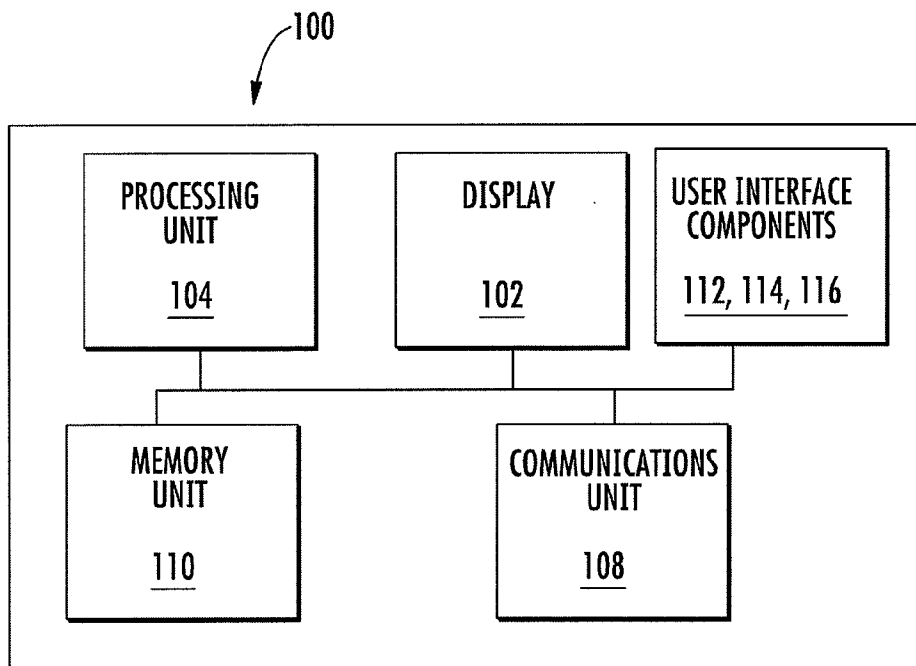 100
PROCESSING
UNIT
104
DISPLAY
102
USER INTERFACE
COMPONENTS
112, 114, 116
MEMORY
UNIT
110
COMMUNICATIONS
UNIT
108